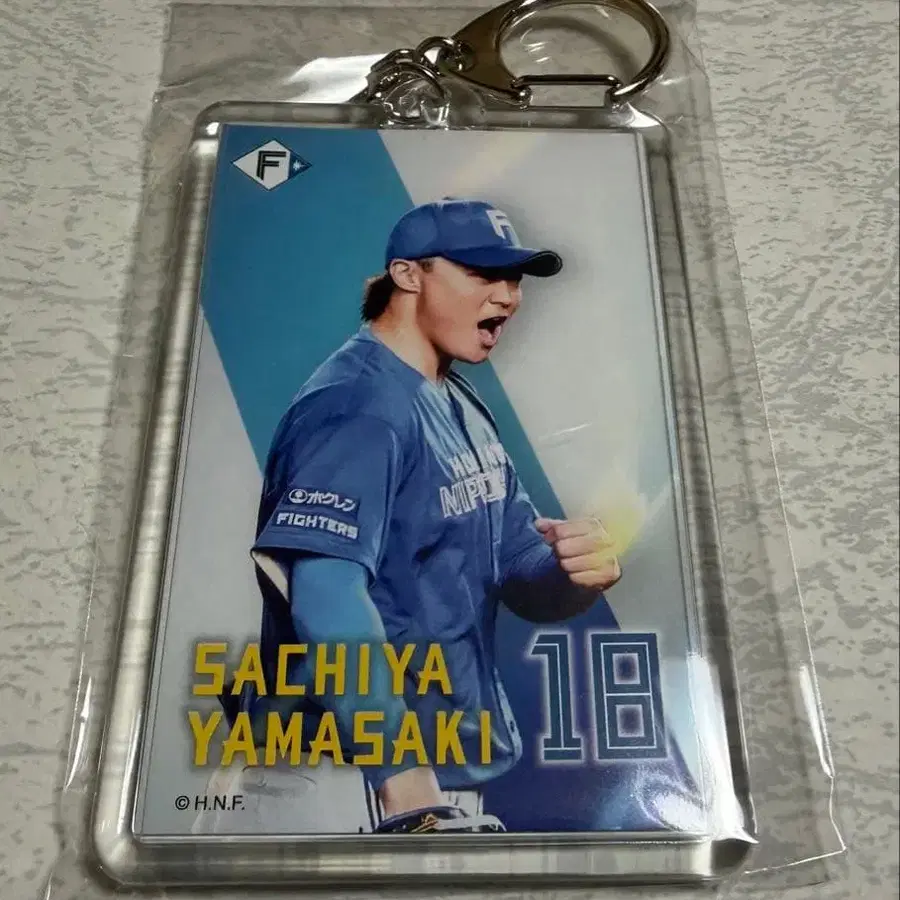 F
F
ホクレン
FIGHTERS
SACHIYA
YAMASAKI
18
© H.N.F.